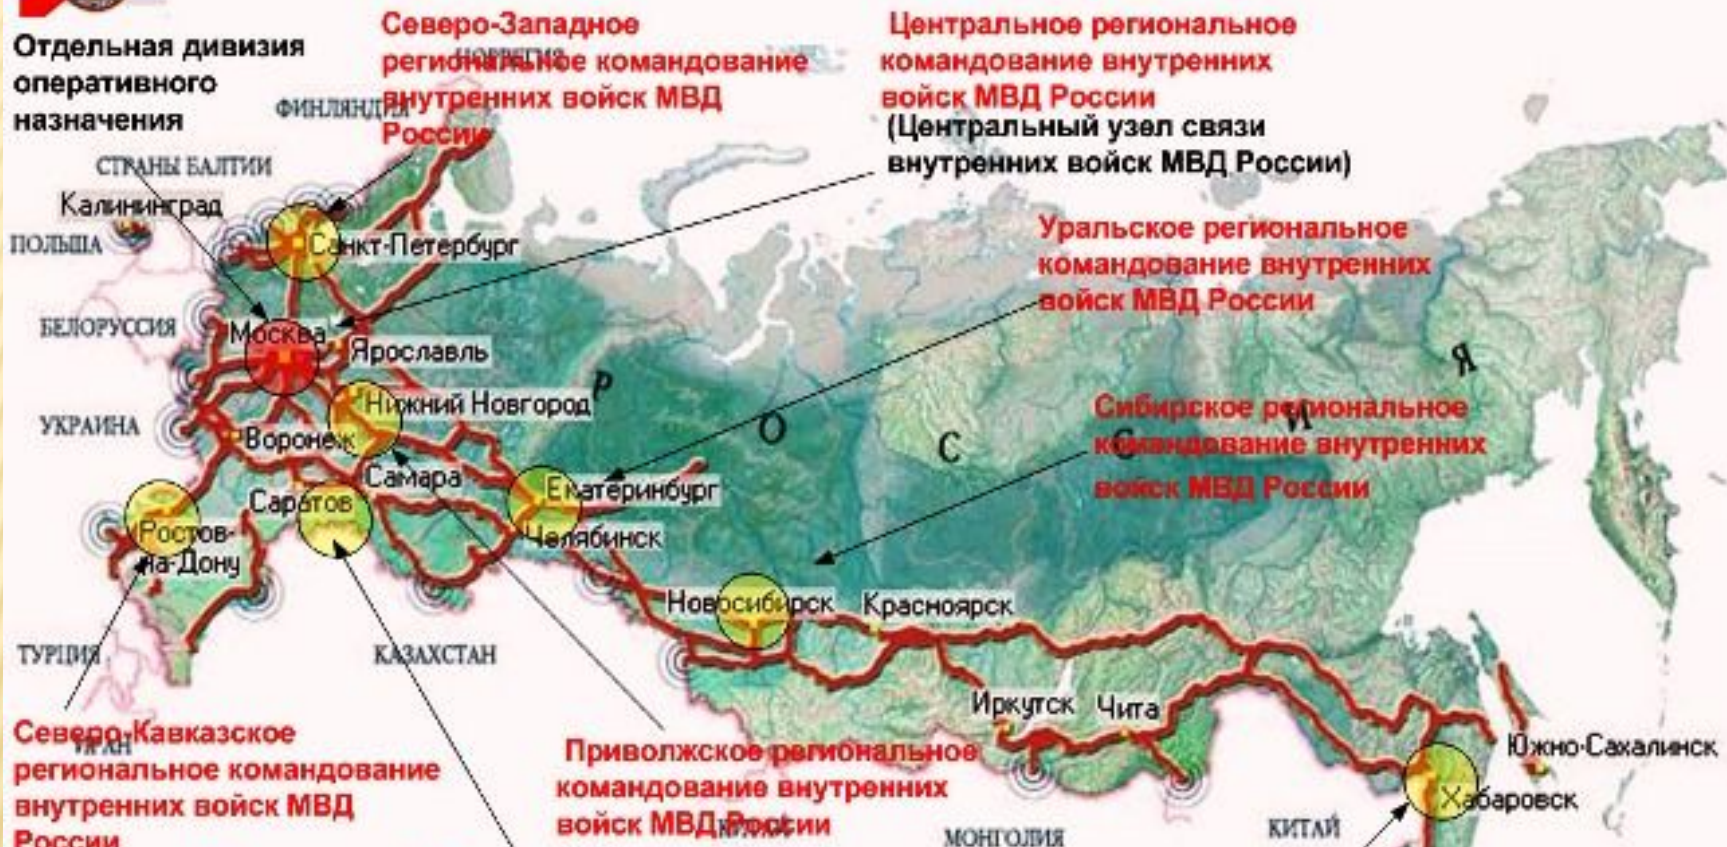 Отдельная дивизия
оперативного
назначения
Северо-Западное
региональное командование
внутренних войск МВД
России
Центральное региональное
командование внутренних
войск МВД России
(Центральный узел связи
внутренних войск МВД России)
Уральское региональное
командование внутренних
войск МВД России
Сибирское региональное
командование внутренних
войск МВД России
НОРВЕГИЯ
ФИНЛЯНДИЯ
СТРАНЫ БАЛТИИ
Калининград
ПОЛЬША
Санкт-Петербург
БЕЛОРУССИЯ
Москва
Ярославль
Нижний Новгород
УКРАИНА
Воронеж
Самара
Саратов
Екатеринбург
Челябинск
Ростов-
на-Дону
Р О С С И Я
Новосибирск
Красноярск
ТУРЦИЯ
КАЗАХСТАН
Иркутск
Чита
Южно-Сахалинск
Хабаровск
ИРАН
МОНГОЛИЯ
КИТАЙ
Северо-Кавказское
региональное командование
внутренних войск МВД
России
Приволжское региональное
командование внутренних
войск МВД России